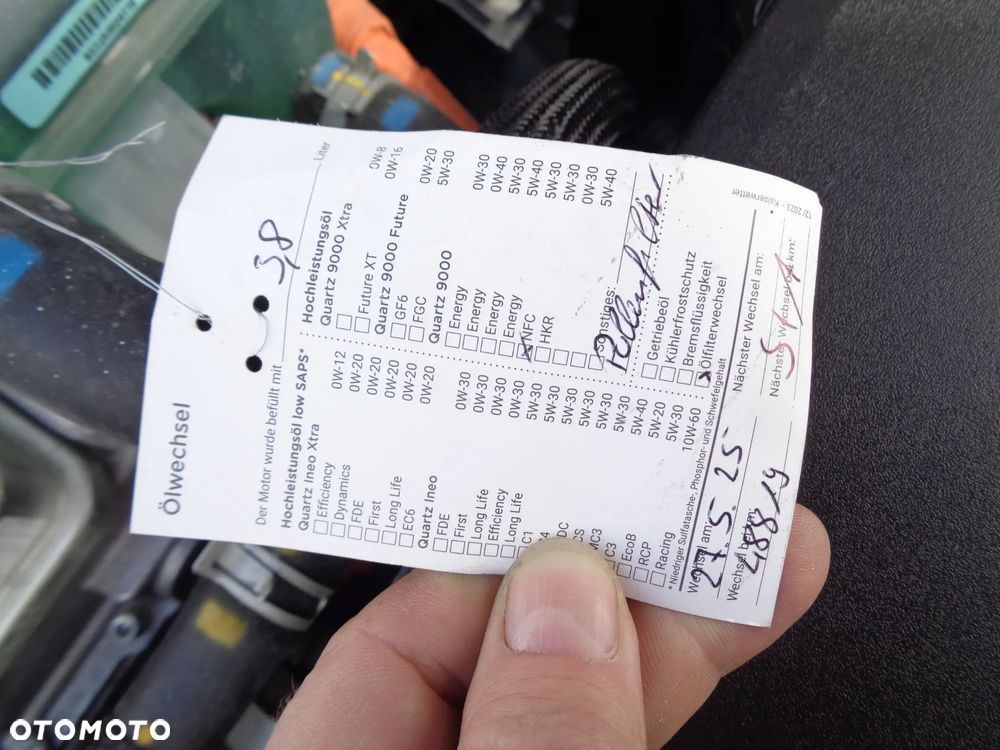 Ölwechsel
Der Motor wurde befüllt mit 3,8 Liter
Hochleistungsöl low SAPS*
Quartz Ineo Xtra
Efficiency 0W-12
Dynamics 0W-20
FDE 0W-20
First 0W-20
Long Life 0W-20
EC6 0W-20
Quartz Ineo
FDE 0W-30
First 0W-30
Long Life 0W-30
Efficiency 0W-30
Long Life 5W-30
C1 5W-30
5W-30
5W-30
5W-30
MC3 5W-30
C3 5W-40
EcoB 5W-20
RCP 5W-30
Racing 10W-60
Hochleistungsöl
Quartz 9000 Xtra
0W-8
Future XT 0W-16
Quartz 9000 Future
GF6 0W-20
FGC 5W-30
Quartz 9000
Energy 0W-30
Energy 0W-40
Energy 5W-30
Energy 5W-40
NFC 5W-30
HKR 5W-30
0W-30
5W-40
Sonstiges:
Pollenfilter
Getriebeöl
Kühlerfrostschutz
Bremsflüssigkeit
Ölfilterwechsel
* Niedriger Sulfatasche-, Phosphor- und Schwefelgehalt
12/2023 – Kaiserwetter
Wechsel am: 27.5.25
Nächster Wechsel am:
Wechsel bei km: 48819
Nächster Wechsel bei km:
OTOMOTO